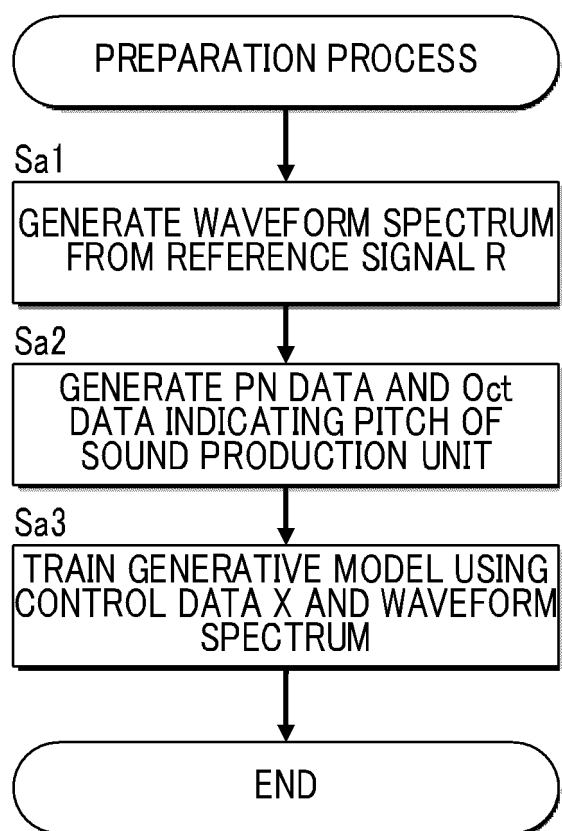 PREPARATION PROCESS
Sa1
GENERATE WAVEFORM SPECTRUM
FROM REFERENCE SIGNAL R
Sa2
GENERATE PN DATA AND Oct
DATA INDICATING PITCH OF
SOUND PRODUCTION UNIT
Sa3
TRAIN GENERATIVE MODEL USING
CONTROL DATA X AND WAVEFORM
SPECTRUM
END